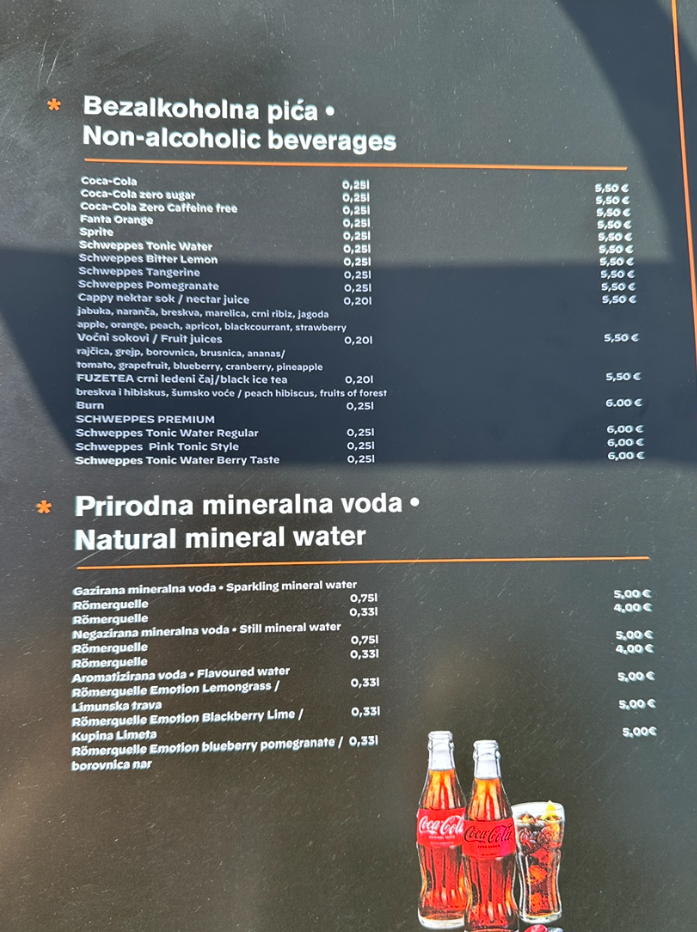 * Bezalkoholna pića •
Non-alcoholic beverages
Coca-Cola 0,25l 5,50 €
Coca-Cola zero sugar 0,25l 5,50 €
Coca-Cola Zero Caffeine free 0,25l 5,50 €
Fanta Orange 0,25l 5,50 €
Sprite 0,25l 5,50 €
Schweppes Tonic Water 0,25l 5,50 €
Schweppes Bitter Lemon 0,25l 5,50 €
Schweppes Tangerine 0,25l 5,50 €
Schweppes Pomegranate 0,25l 5,50 €
Cappy nektar sok / nectar juice 0,20l 5,50 €
jabuka, naranča, breskva, marelica, crni ribiz, jagoda
apple, orange, peach, apricot, blackcourrant, strawberry
Voćni sokovi / Fruit juices 0,20l 5,50 €
rajčica, grejp, borovnica, brusnica, ananas/
tomato, grapefruit, blueberry, cranberry, pineapple
FUZETEA crni ledeni čaj/black ice tea 0,20l 5,50 €
breskva i hibiskus, šumsko voće / peach hibiscus, fruits of forest
Burn 0,25l 6.00 €
SCHWEPPES PREMIUM
Schweppes Tonic Water Regular 0,25l 6,00 €
Schweppes Pink Tonic Style 0,25l 6,00 €
Schweppes Tonic Water Berry Taste 0,25l 6,00 €
* Prirodna mineralna voda •
Natural mineral water
Gazirana mineralna voda • Sparkling mineral water
Römerquelle 0,75l 5,00 €
Römerquelle 0,33l 4,00 €
Negazirana mineralna voda • Still mineral water
Römerquelle 0,75l 5,00 €
Römerquelle 0,33l 4,00 €
Aromatizirana voda • Flavoured water
Römerquelle Emotion Lemongrass / 0,33l 5,00 €
Limunska trava
Römerquelle Emotion Blackberry Lime / 0,33l 5,00 €
Kupina Limeta
Römerquelle Emotion blueberry pomegranate / 0,33l 5,00€
borovnica nar
Coca-Cola
Coca-Cola